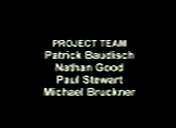 PROJECT TEAM
Patrick Baudisch
Nathan Good
Paul Stewart
Michael Bruckner